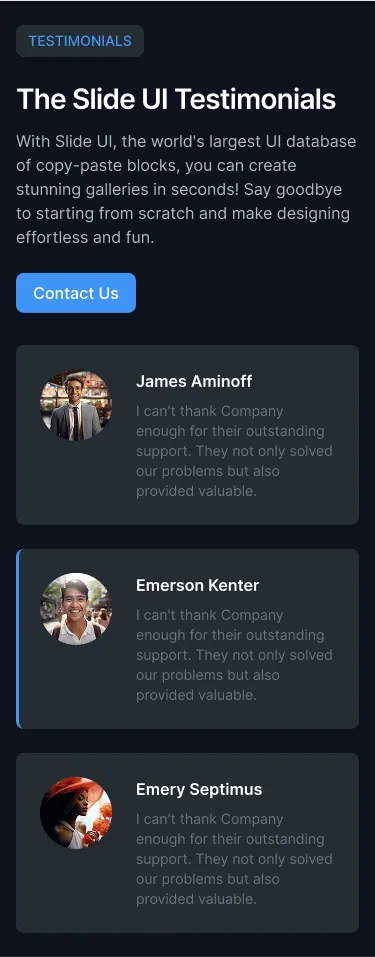 TESTIMONIALS
The Slide UI Testimonials
With Slide UI, the world's largest UI database
of copy-paste blocks, you can create
stunning galleries in seconds! Say goodbye
to starting from scratch and make designing
effortless and fun.
Contact Us
James Aminoff
I can't thank Company
enough for their outstanding
support. They not only solved
our problems but also
provided valuable.
Emerson Kenter
I can't thank Company
enough for their outstanding
support. They not only solved
our problems but also
provided valuable.
Emery Septimus
I can't thank Company
enough for their outstanding
support. They not only solved
our problems but also
provided valuable.